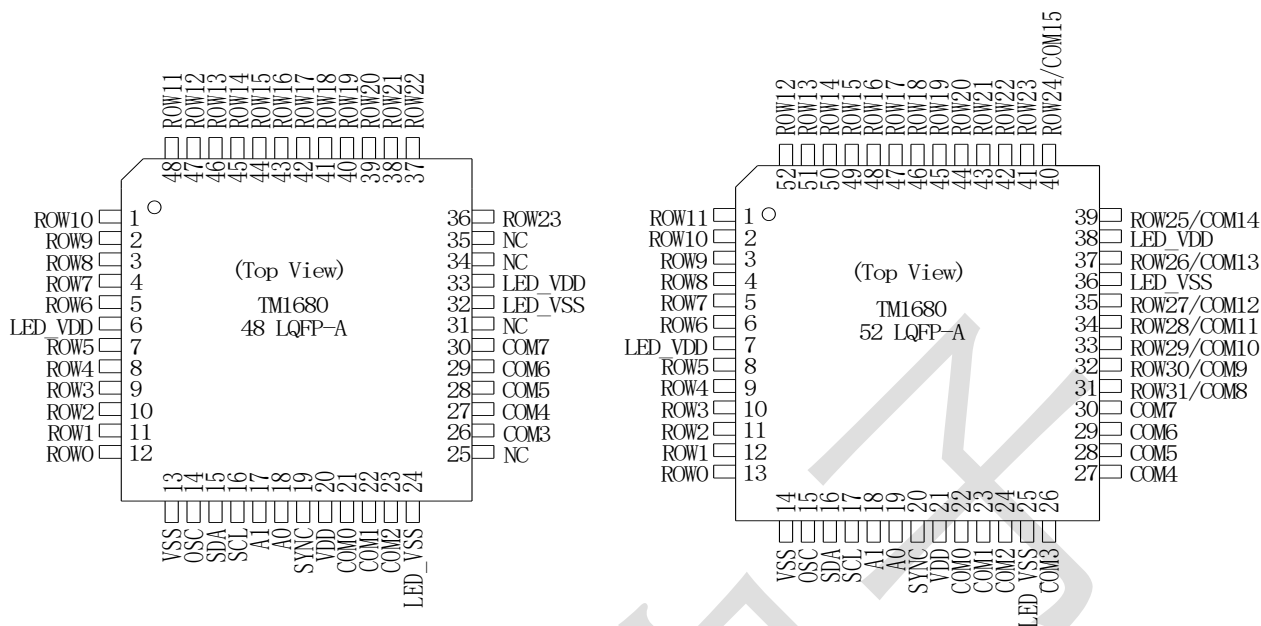 ROW11
ROW12
ROW13
ROW14
ROW15
ROW16
ROW17
ROW18
ROW19
ROW20
ROW21
ROW22
48
47
46
45
44
43
42
41
40
39
38
37
ROW10 1
ROW9 2
ROW8 3
ROW7 4
ROW6 5
LED_VDD 6
ROW5 7
ROW4 8
ROW3 9
ROW2 10
ROW1 11
ROW0 12
(Top View)
TM1680
48 LQFP-A
36 ROW23
35 NC
34 NC
33 LED_VDD
32 LED_VSS
31 NC
30 COM7
29 COM6
28 COM5
27 COM4
26 COM3
25 NC
13
14
15
16
17
18
19
20
21
22
23
24
VSS
OSC
SDA
SCL
A1
A0
SYNC
VDD
COM0
COM1
COM2
LED_VSS
ROW12
ROW13
ROW14
ROW15
ROW16
ROW17
ROW18
ROW19
ROW20
ROW21
ROW22
ROW23
ROW24/COM15
52
51
50
49
48
47
46
45
44
43
42
41
40
ROW11 1
ROW10 2
ROW9 3
ROW8 4
ROW7 5
ROW6 6
LED_VDD 7
ROW5 8
ROW4 9
ROW3 10
ROW2 11
ROW1 12
ROW0 13
(Top View)
TM1680
52 LQFP-A
39 ROW25/COM14
38 LED_VDD
37 ROW26/COM13
36 LED_VSS
35 ROW27/COM12
34 ROW28/COM11
33 ROW29/COM10
32 ROW30/COM9
31 ROW31/COM8
30 COM7
29 COM6
28 COM5
27 COM4
14
15
16
17
18
19
20
21
22
23
24
25
26
VSS
OSC
SDA
SCL
A1
A0
SYNC
VDD
COM0
COM1
COM2
LED_VSS
COM3